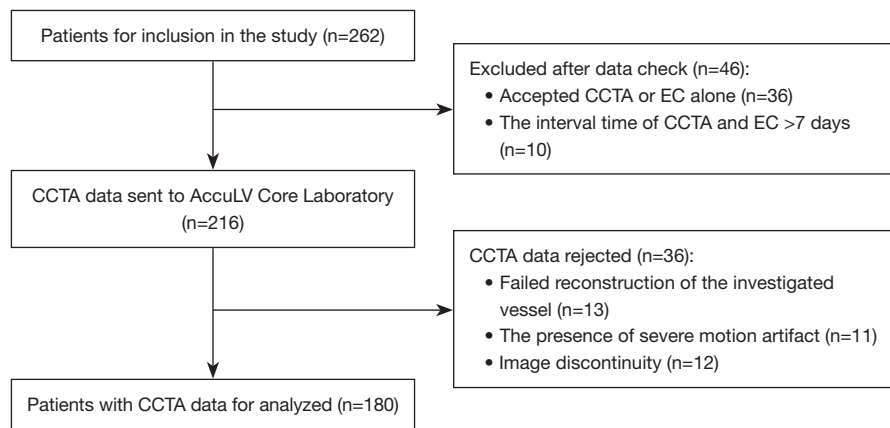 Patients for inclusion in the study (n=262)
Excluded after data check (n=46):
• Accepted CCTA or EC alone (n=36)
• The interval time of CCTA and EC >7 days
(n=10)
CCTA data sent to AccuLV Core Laboratory
(n=216)
CCTA data rejected (n=36):
• Failed reconstruction of the investigated
vessel (n=13)
• The presence of severe motion artifact (n=11)
• Image discontinuity (n=12)
Patients with CCTA data for analyzed (n=180)